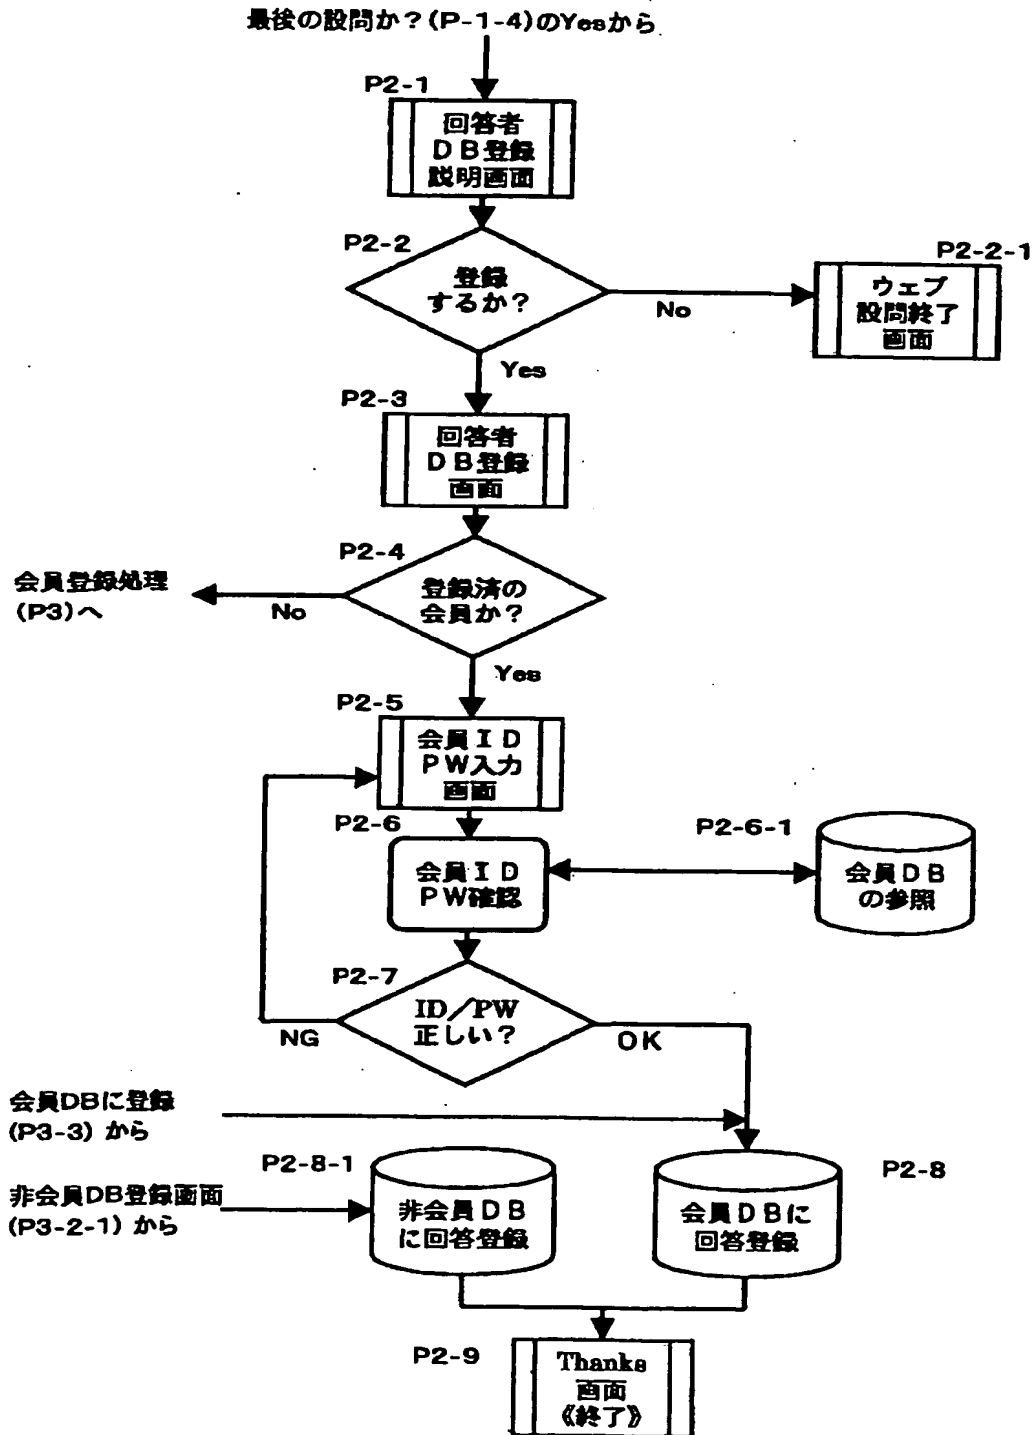 最後の設問か？(P-1-4)のYesから
P2-1
回答者
ＤＢ登録
説明画面
P2-2
登録
するか？
No
P2-2-1
ウェブ
設問終了
画面
Yes
P2-3
回答者
ＤＢ登録
画面
P2-4
登録済の
会員か？
会員登録処理
(P3)へ
No
Yes
P2-5
会員ＩＤ
ＰＷ入力
画面
P2-6
会員ＩＤ
ＰＷ確認
P2-6-1
会員ＤＢ
の参照
P2-7
ID／PW
正しい？
NG
ＯＫ
会員DBに登録
(P3-3) から
P2-8-1
非会員ＤＢ
に回答登録
P2-8
会員ＤＢに
回答登録
非会員DB登録画面
(P3-2-1) から
P2-9
Thanks
画面
《終了》